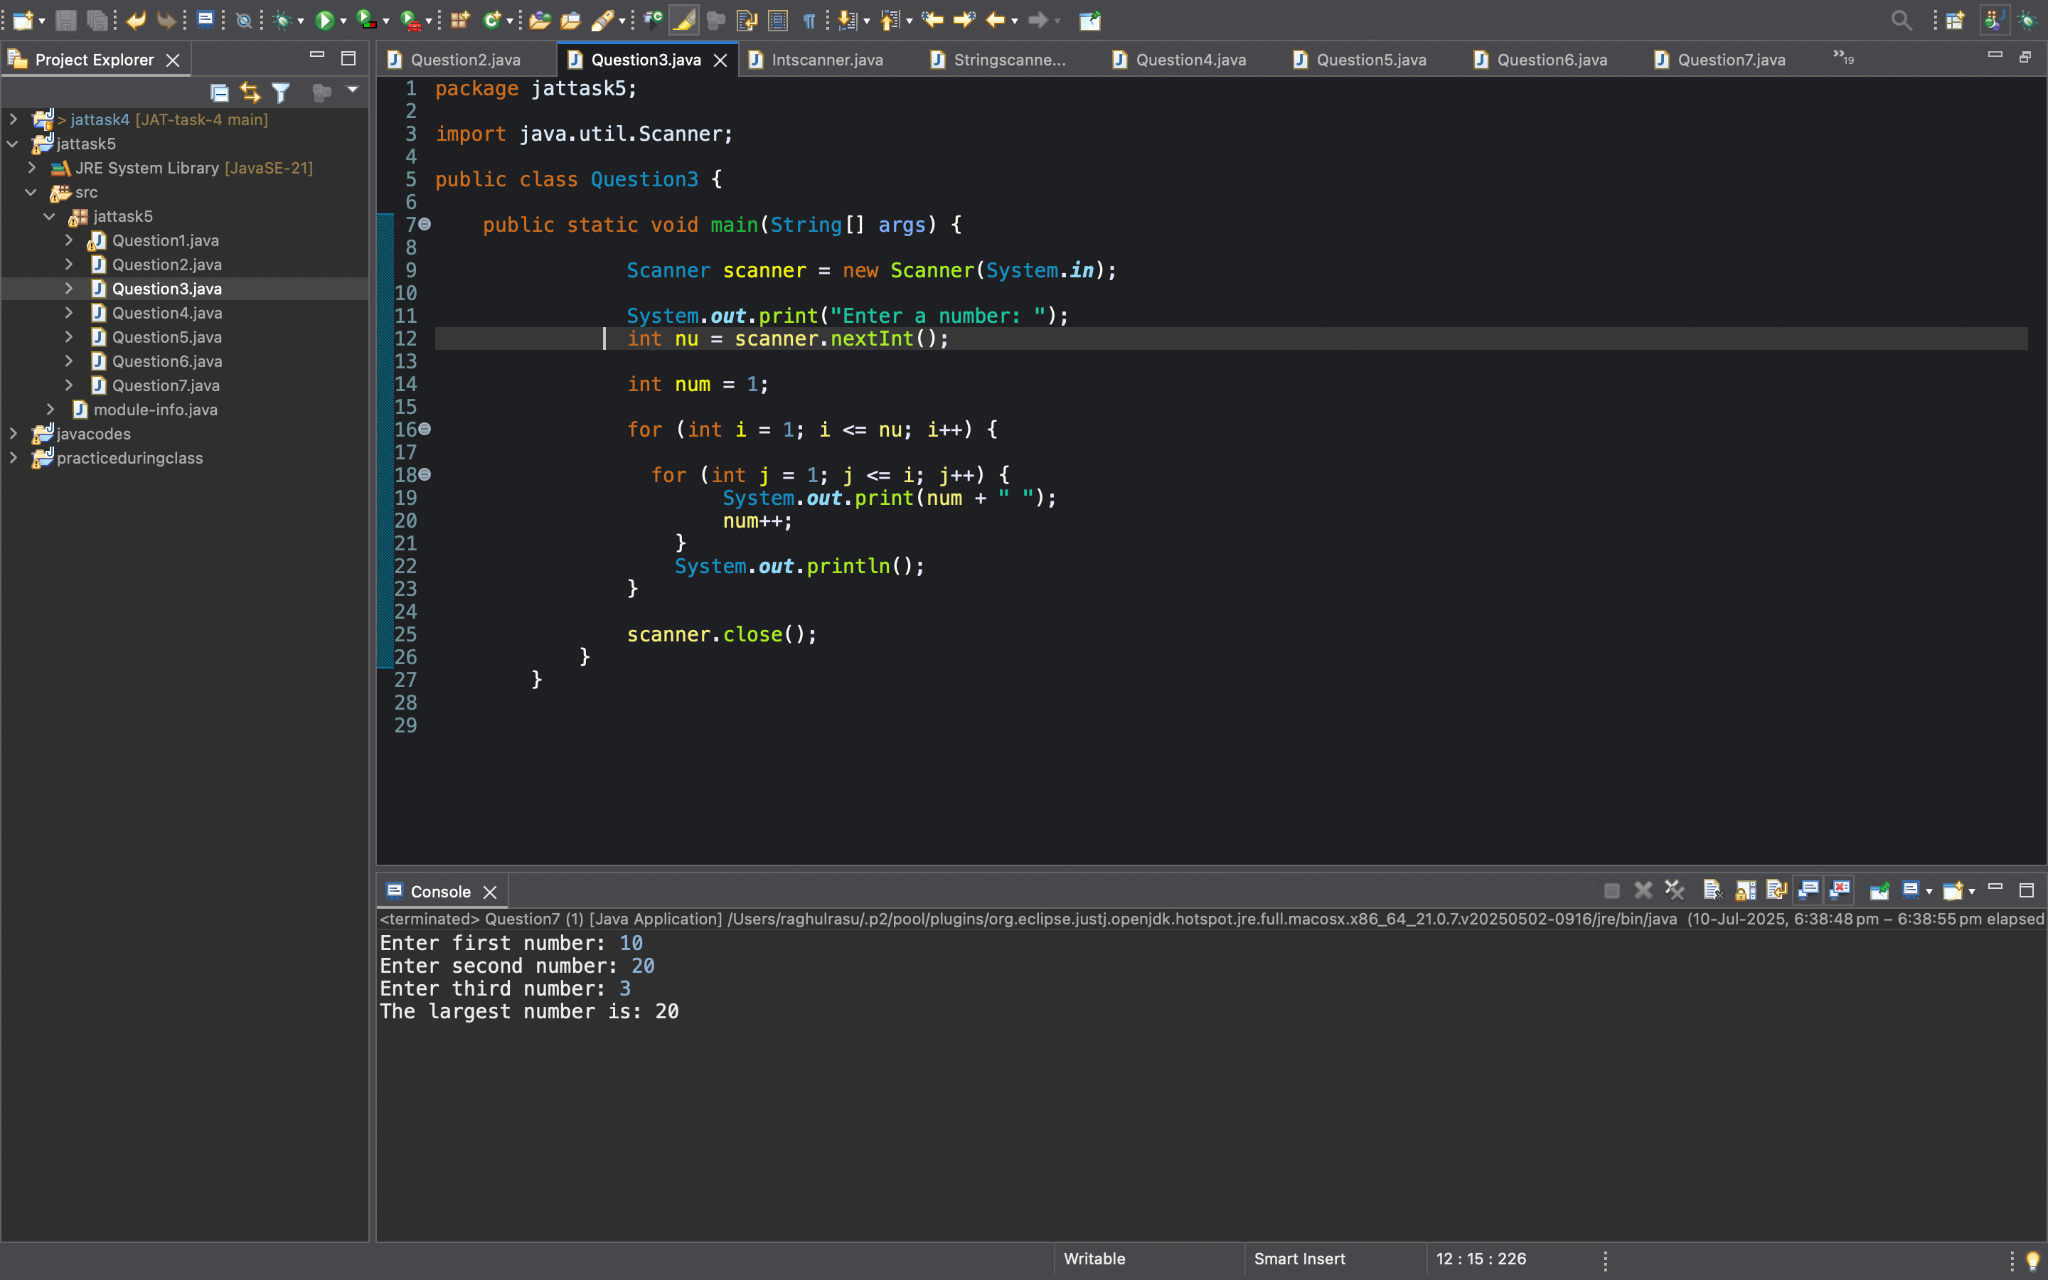 Project Explorer
> jattask4 [JAT-task-4 main]
jattask5
JRE System Library [JavaSE-21]
src
jattask5
Question1.java
Question2.java
Question3.java
Question4.java
Question5.java
Question6.java
Question7.java
module-info.java
javacodes
practiceduringclass
Question2.java Question3.java Intscanner.java Stringscanne... Question4.java Question5.java Question6.java Question7.java »19
1 package jattask5;
2
3 import java.util.Scanner;
4
5 public class Question3 {
6
7 public static void main(String[] args) {
8
9 Scanner scanner = new Scanner(System.in);
10
11 System.out.print("Enter a number: ");
12 int nu = scanner.nextInt();
13
14 int num = 1;
15
16 for (int i = 1; i <= nu; i++) {
17
18 for (int j = 1; j <= i; j++) {
19 System.out.print(num + " ");
20 num++;
21 }
22 System.out.println();
23 }
24
25 scanner.close();
26 }
27 }
28
29
Console
<terminated> Question7 (1) [Java Application] /Users/raghulrasu/.p2/pool/plugins/org.eclipse.justj.openjdk.hotspot.jre.full.macosx.x86_64_21.0.7.v20250502-0916/jre/bin/java (10-Jul-2025, 6:38:48 pm – 6:38:55 pm elapsed
Enter first number: 10
Enter second number: 20
Enter third number: 3
The largest number is: 20
Writable Smart Insert 12 : 15 : 226